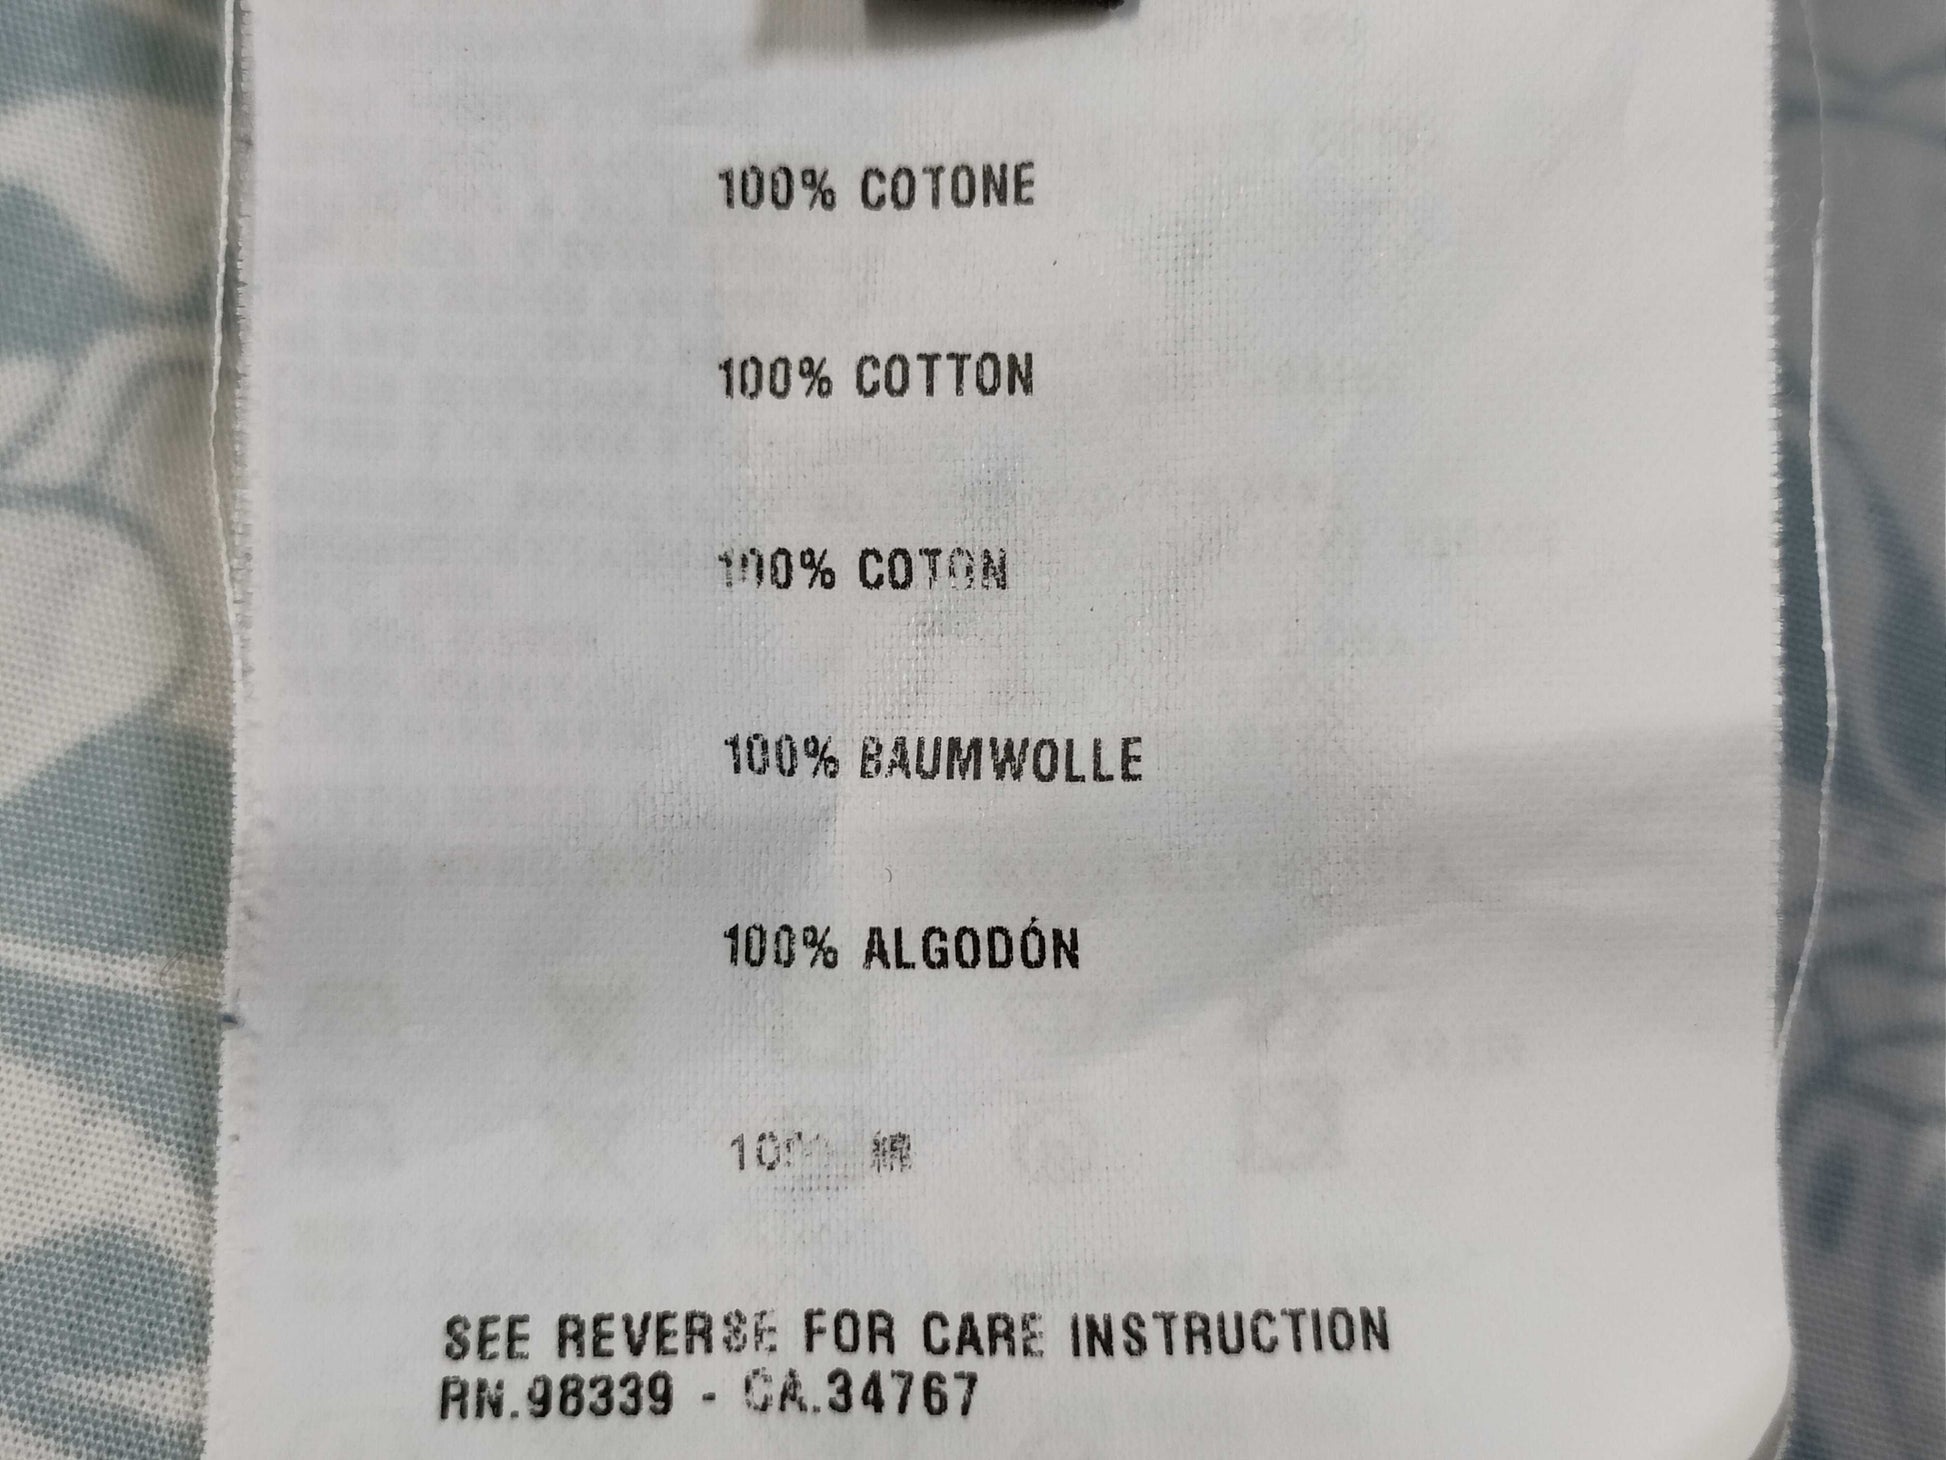 100% COTONE
100% COTTON
100% COTON
100% BAUMWOLLE
100% ALGODÓN
100% 綿
SEE REVERSE FOR CARE INSTRUCTION
RN.98339 - CA.34767